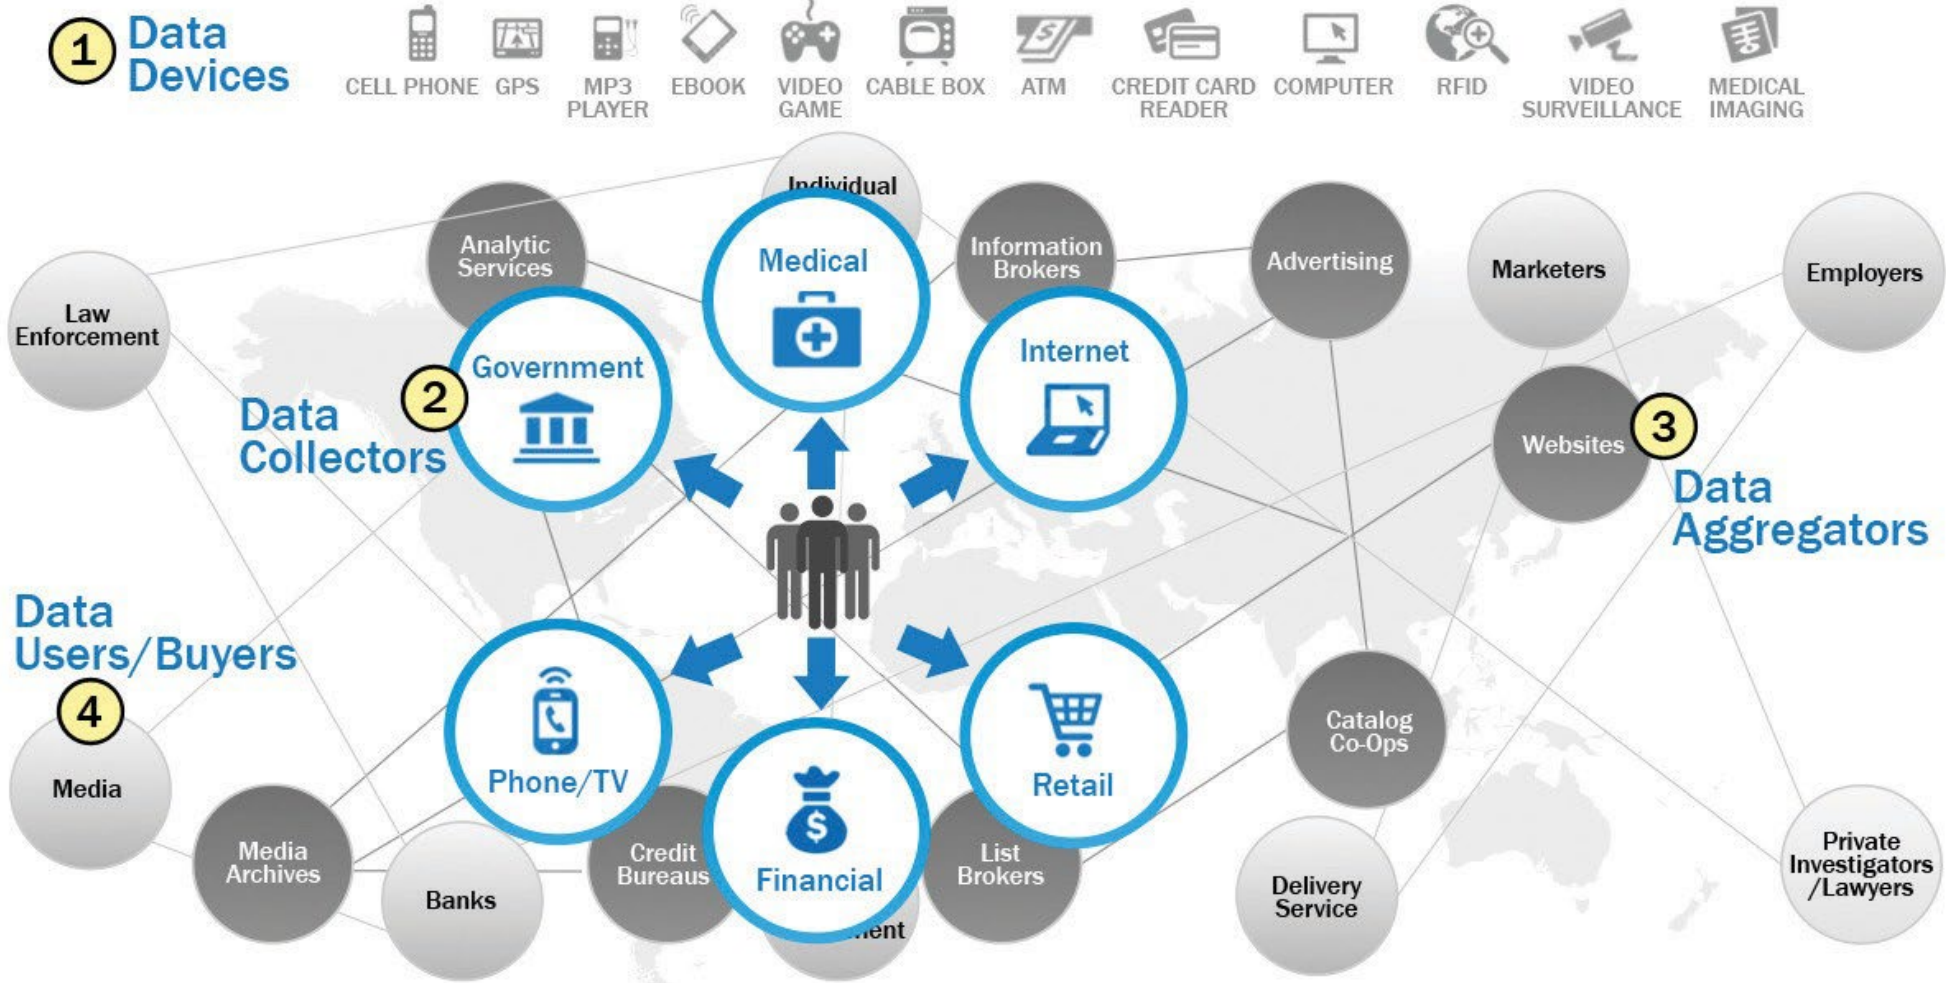 1
Data
Devices
CELL PHONE
GPS
MP3
PLAYER
EBOOK
VIDEO
GAME
CABLE BOX
ATM
CREDIT CARD
READER
COMPUTER
RFID
VIDEO
SURVEILLANCE
MEDICAL
IMAGING
Individual
Analytic
Services
Medical
Information
Brokers
Advertising
Marketers
Employers
Law
Enforcement
Government
Internet
2
Data
Collectors
Websites
3
Data
Aggregators
Data
Users/Buyers
4
Media
Phone/TV
$
Financial
Retail
Catalog
Co-Ops
Media
Archives
Banks
Credit
Bureaus
List
Brokers
Delivery
Service
Private
Investigators
/Lawyers